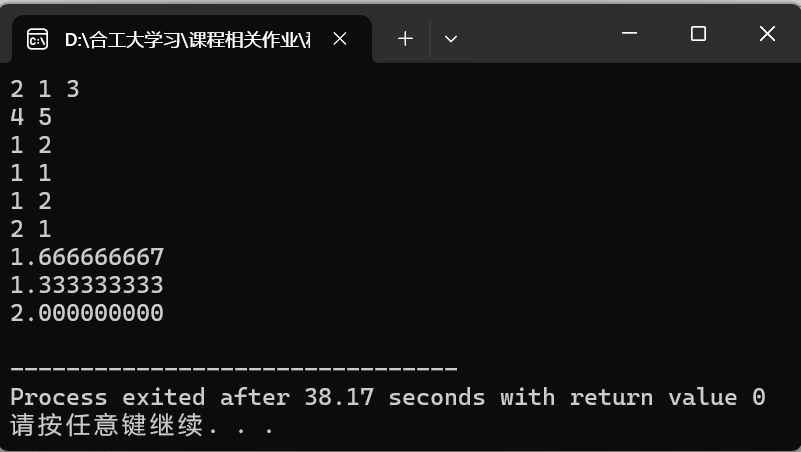 D:\合工大学习\课程相关作业\
2 1 3
4 5
1 2
1 1
1 2
2 1
1.666666667
1.333333333
2.000000000
--------------------------------
Process exited after 38.17 seconds with return value 0
请按任意键继续. . .